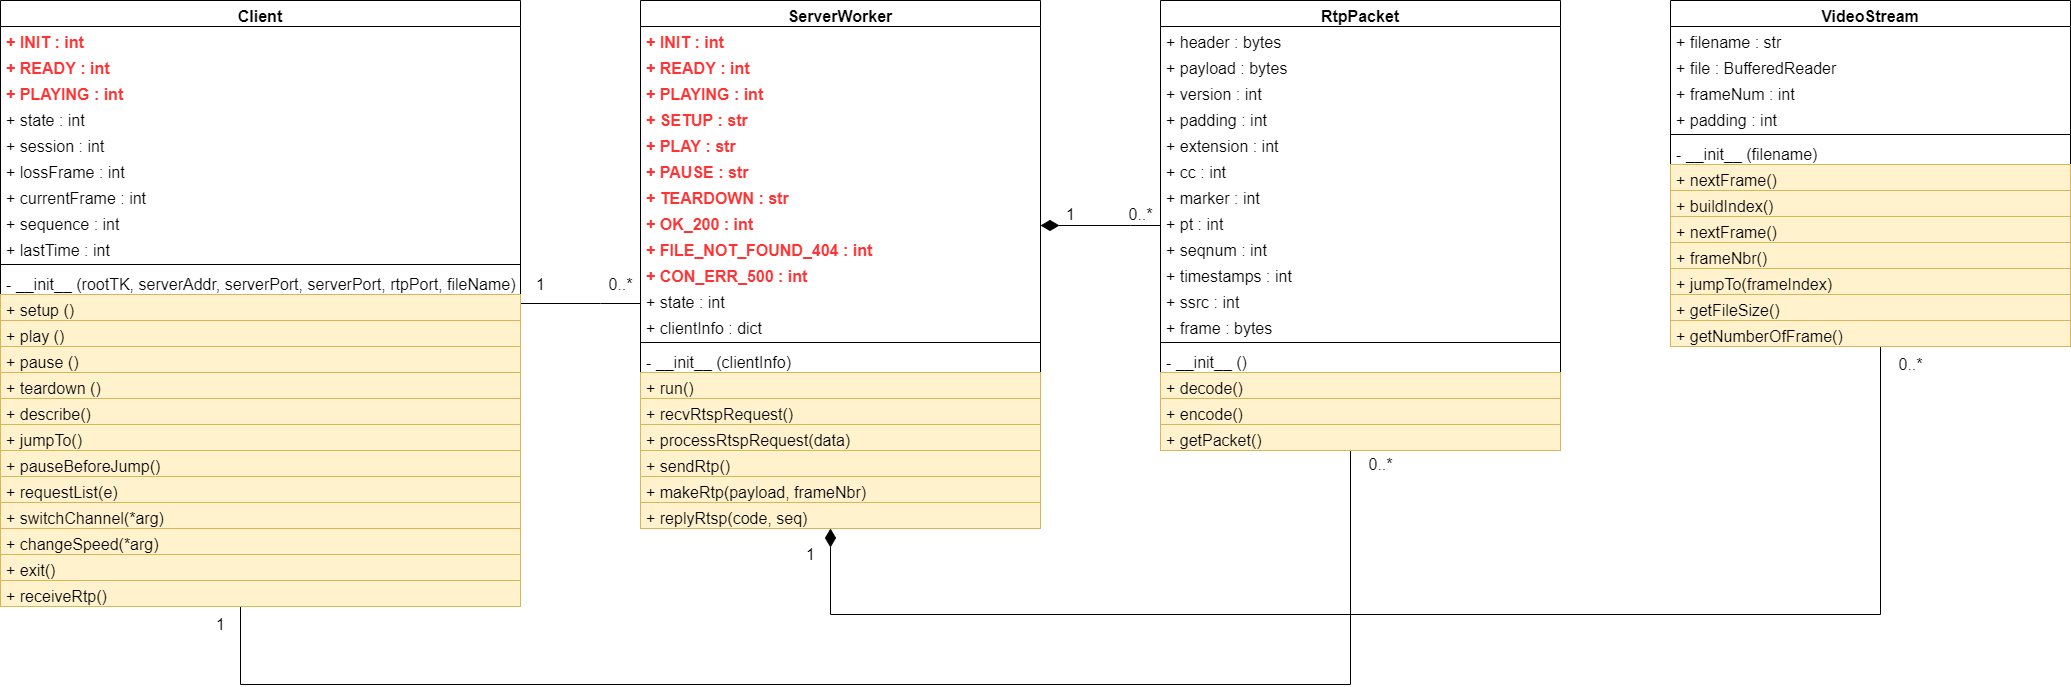 Client
+ INIT : int
+ READY : int
+ PLAYING : int
+ state : int
+ session : int
+ lossFrame : int
+ currentFrame : int
+ sequence : int
+ lastTime : int
- __init__ (rootTK, serverAddr, serverPort, serverPort, rtpPort, fileName)
+ setup ()
+ play ()
+ pause ()
+ teardown ()
+ describe()
+ jumpTo()
+ pauseBeforeJump()
+ requestList(e)
+ switchChannel(*arg)
+ changeSpeed(*arg)
+ exit()
+ receiveRtp()
1
1
0..*
ServerWorker
+ INIT : int
+ READY : int
+ PLAYING : int
+ SETUP : str
+ PLAY : str
+ PAUSE : str
+ TEARDOWN : str
+ OK_200 : int
+ FILE_NOT_FOUND_404 : int
+ CON_ERR_500 : int
+ state : int
+ clientInfo : dict
- __init__ (clientInfo)
+ run()
+ recvRtspRequest()
+ processRtspRequest(data)
+ sendRtp()
+ makeRtp(payload, frameNbr)
+ replyRtsp(code, seq)
1
1
0..*
RtpPacket
+ header : bytes
+ payload : bytes
+ version : int
+ padding : int
+ extension : int
+ cc : int
+ marker : int
+ pt : int
+ seqnum : int
+ timestamps : int
+ ssrc : int
+ frame : bytes
- __init__ ()
+ decode()
+ encode()
+ getPacket()
0..*
VideoStream
+ filename : str
+ file : BufferedReader
+ frameNum : int
+ padding : int
- __init__ (filename)
+ nextFrame()
+ buildIndex()
+ nextFrame()
+ frameNbr()
+ jumpTo(frameIndex)
+ getFileSize()
+ getNumberOfFrame()
0..*